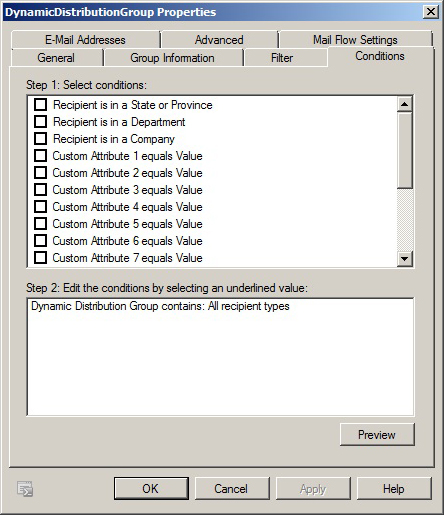 DynamicDistributionGroup Properties
E-Mail Addresses Advanced Mail Flow Settings
General Group Information Filter Conditions
Step 1: Select conditions:
Recipient is in a State or Province
Recipient is in a Department
Recipient is in a Company
Custom Attribute 1 equals Value
Custom Attribute 2 equals Value
Custom Attribute 3 equals Value
Custom Attribute 4 equals Value
Custom Attribute 5 equals Value
Custom Attribute 6 equals Value
Custom Attribute 7 equals Value
Step 2: Edit the conditions by selecting an underlined value:
Dynamic Distribution Group contains: All recipient types
Preview
OK Cancel Apply Help